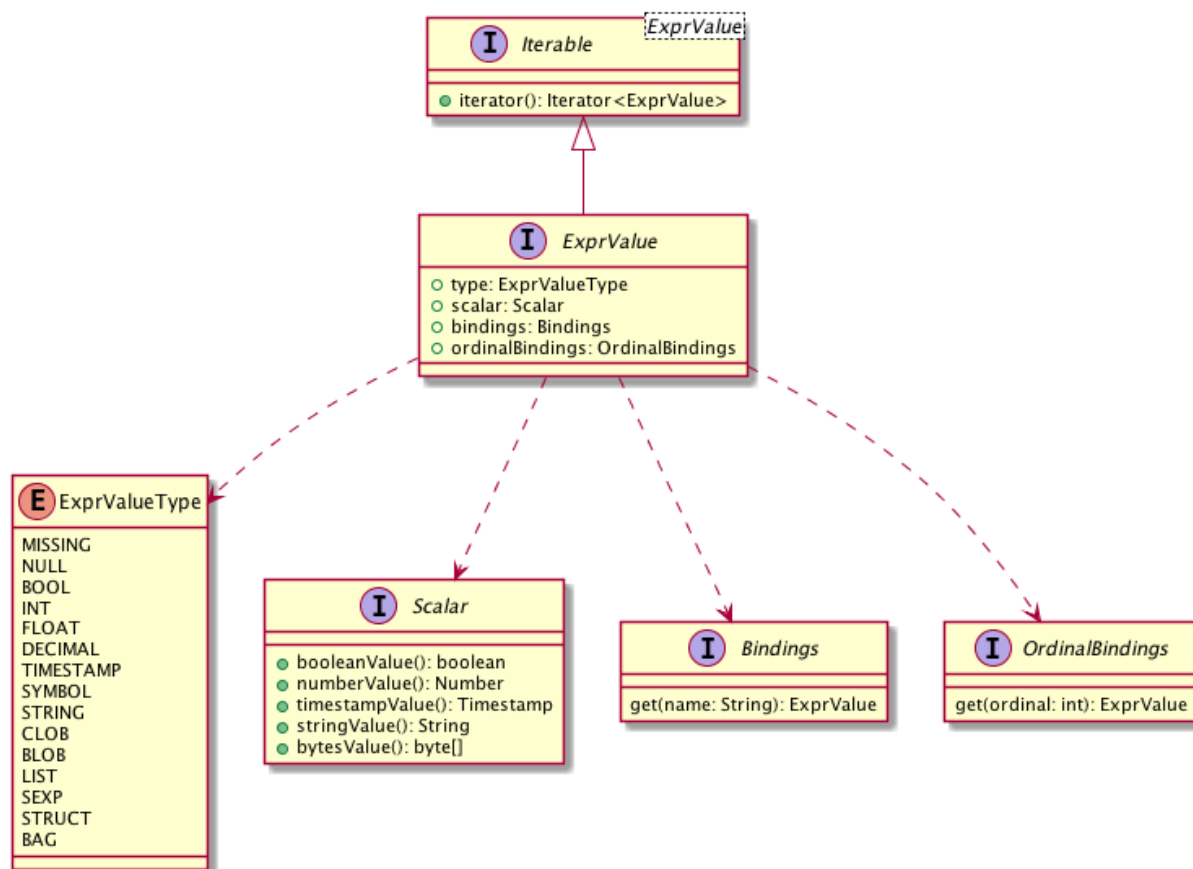 ExprValue
I Iterable
iterator(): Iterator<ExprValue>
I ExprValue
type: ExprValueType
scalar: Scalar
bindings: Bindings
ordinalBindings: OrdinalBindings
E ExprValueType
MISSING
NULL
BOOL
INT
FLOAT
DECIMAL
TIMESTAMP
SYMBOL
STRING
CLOB
BLOB
LIST
SEXP
STRUCT
BAG
I Scalar
booleanValue(): boolean
numberValue(): Number
timestampValue(): Timestamp
stringValue(): String
bytesValue(): byte[]
I Bindings
get(name: String): ExprValue
I OrdinalBindings
get(ordinal: int): ExprValue